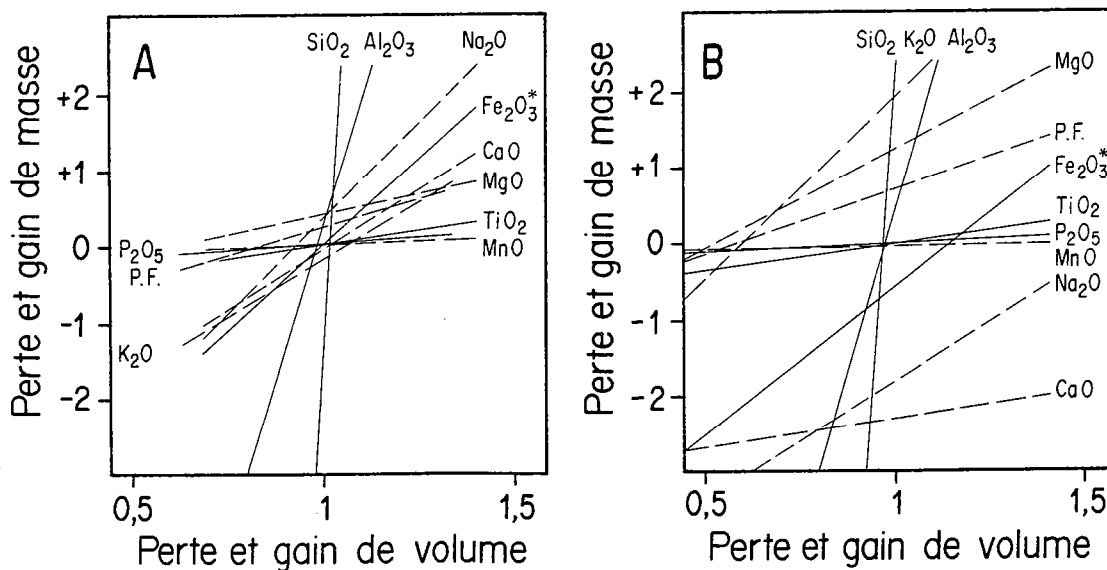 A
Perte et gain de masse
+2
+1
0
-1
-2
SiO₂ Al₂O₃ Na₂O
Fe₂O₃*
CaO
MgO
TiO₂
MnO
P₂O₅
P.F.
K₂O
0,5 1 1,5
Perte et gain de volume
B
Perte et gain de masse
+2
+1
0
-1
-2
SiO₂ K₂O Al₂O₃
MgO
P.F.
Fe₂O₃*
TiO₂
P₂O₅
MnO
Na₂O
CaO
0,5 1 1,5
Perte et gain de volume